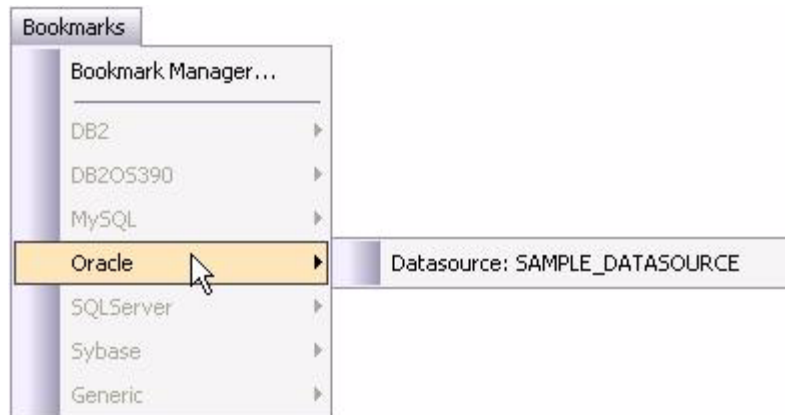 Bookmarks
Bookmark Manager...
DB2
DB2OS390
MySQL
Oracle
Datasource: SAMPLE_DATASOURCE
SQLServer
Sybase
Generic